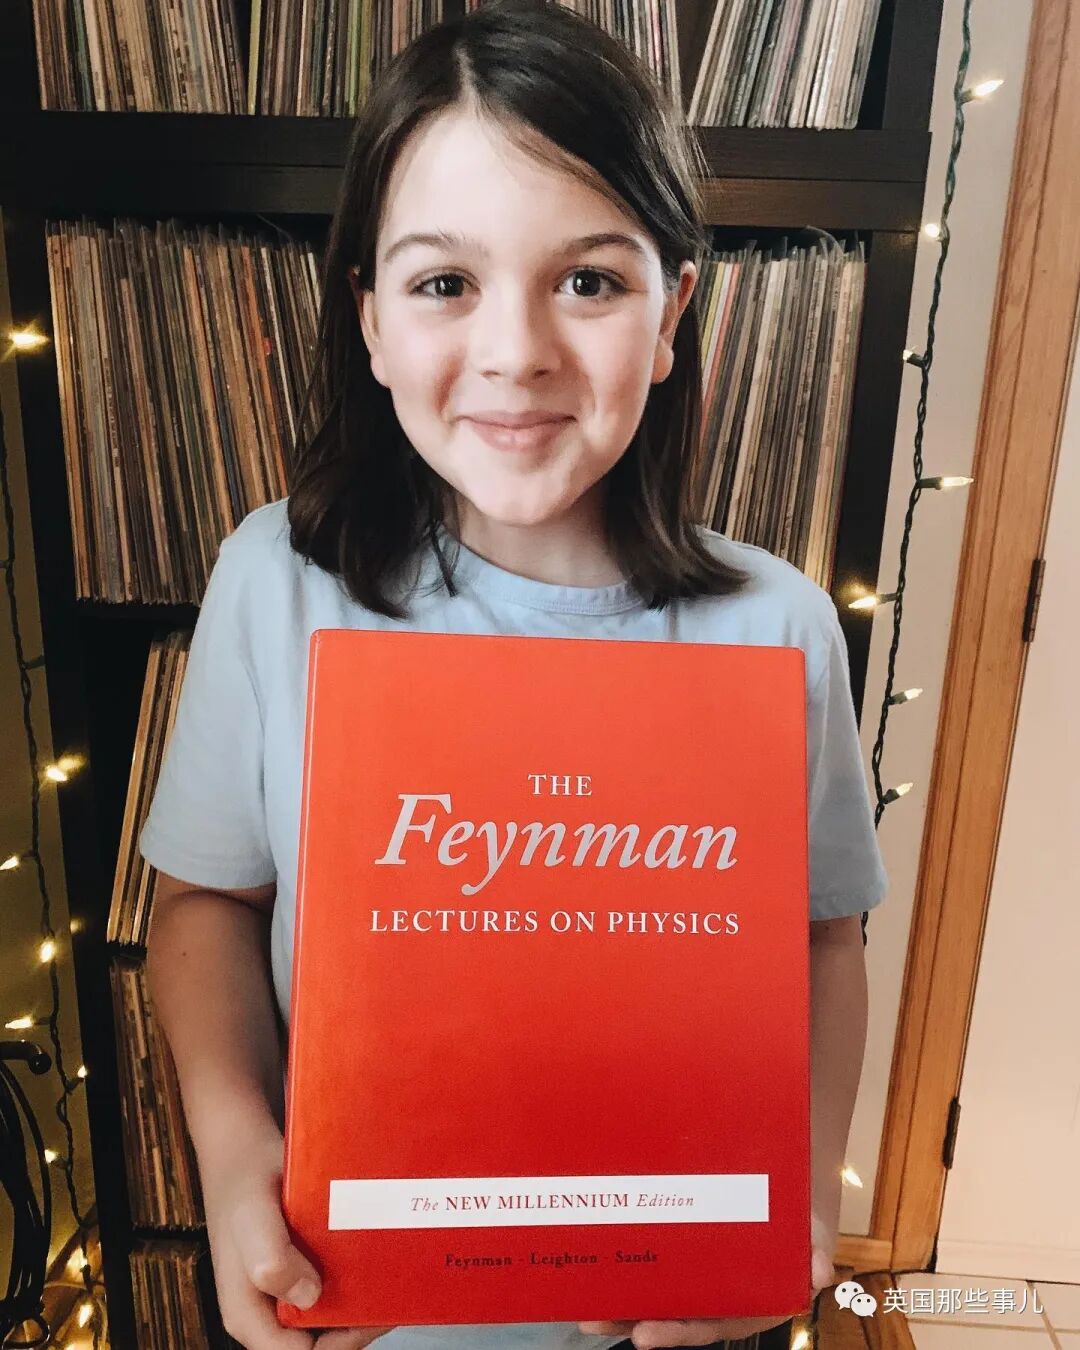 THE
Feynman
LECTURES ON PHYSICS
The NEW MILLENNIUM Edition
Feynman · Leighton · Sands
英国那些事儿